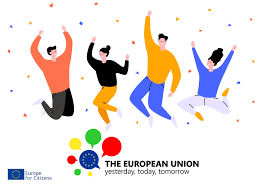 THE EUROPEAN UNION
yesterday, today, tomorrow
Europe
for Citizens